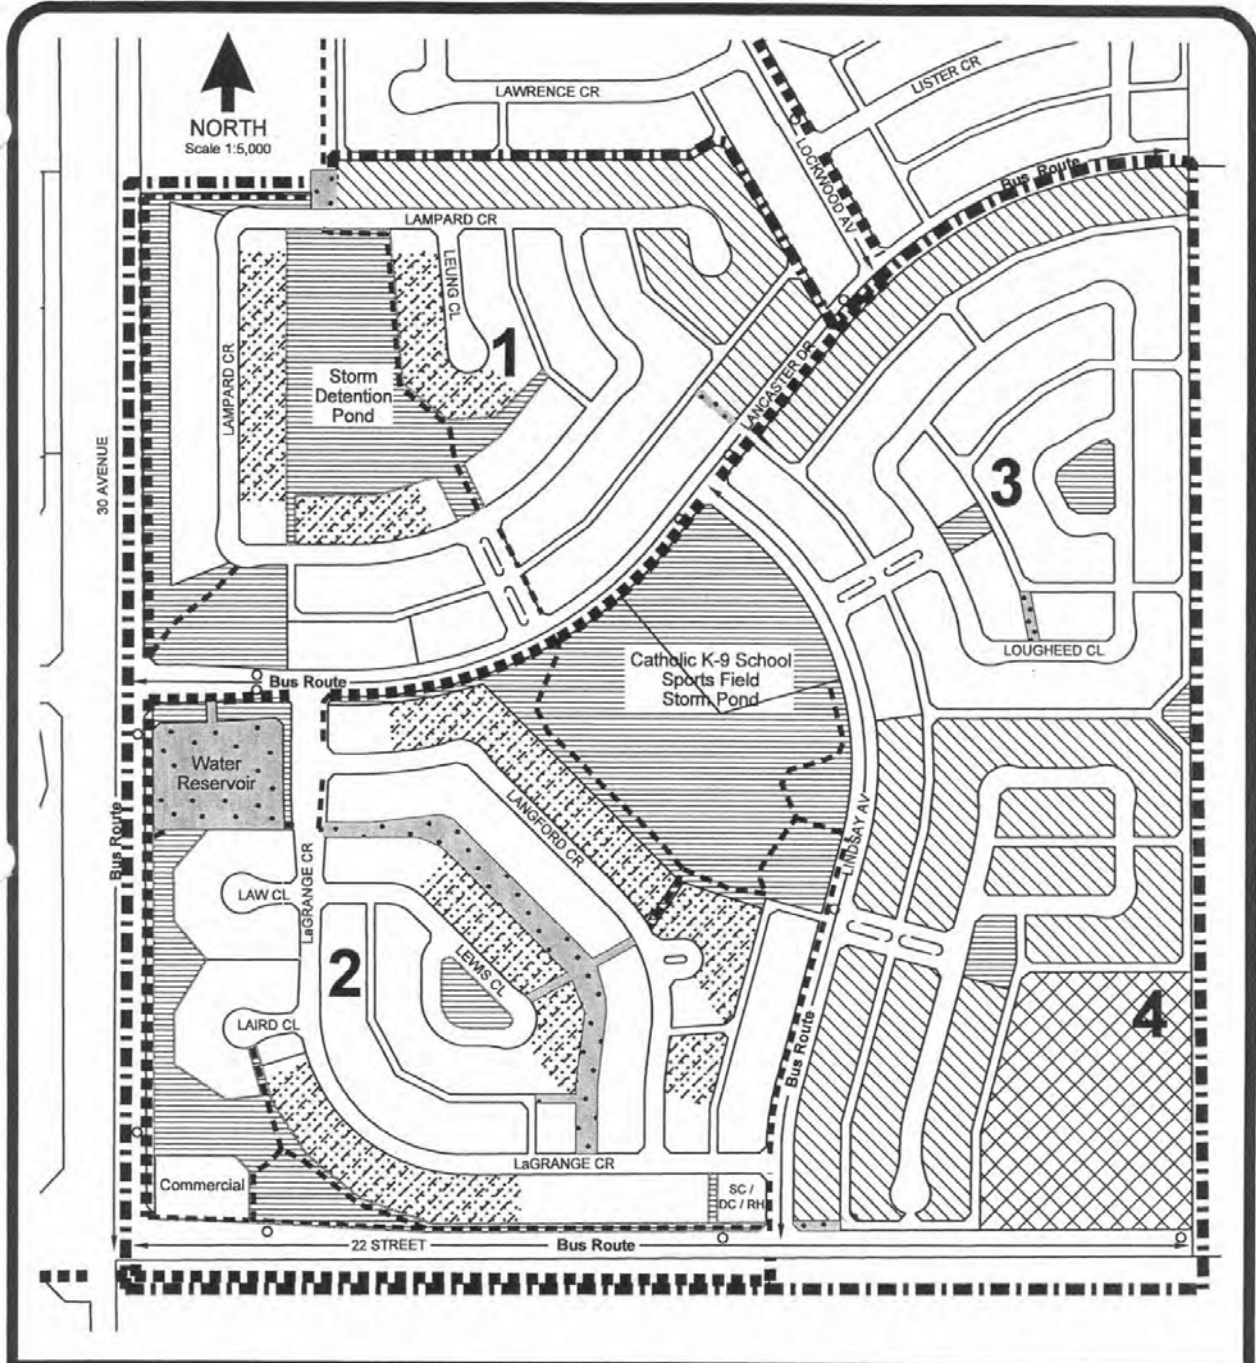 LAWRENCE CR
LISTER CR
NORTH
Scale 1:5,000
LOCKWOOD AV
Bus Route
LAMPARD CR
LEUNG CL
1
LAMPARD CR
Storm
Detention
Pond
LANCASTER DR
30 AVENUE
3
Catholic K-9 School
Sports Field
Storm Pond
LOUGHEED CL
Bus Route
Water
Reservoir
Bus Route
LANGFORD CR
LINDSAY AV
LAW CL
LaGRANGE CR
2
LEWIS CL
LAIRD CL
4
Bus Route
LaGRANGE CR
Commercial
SC /
DC / RH
22 STREET
Bus Route